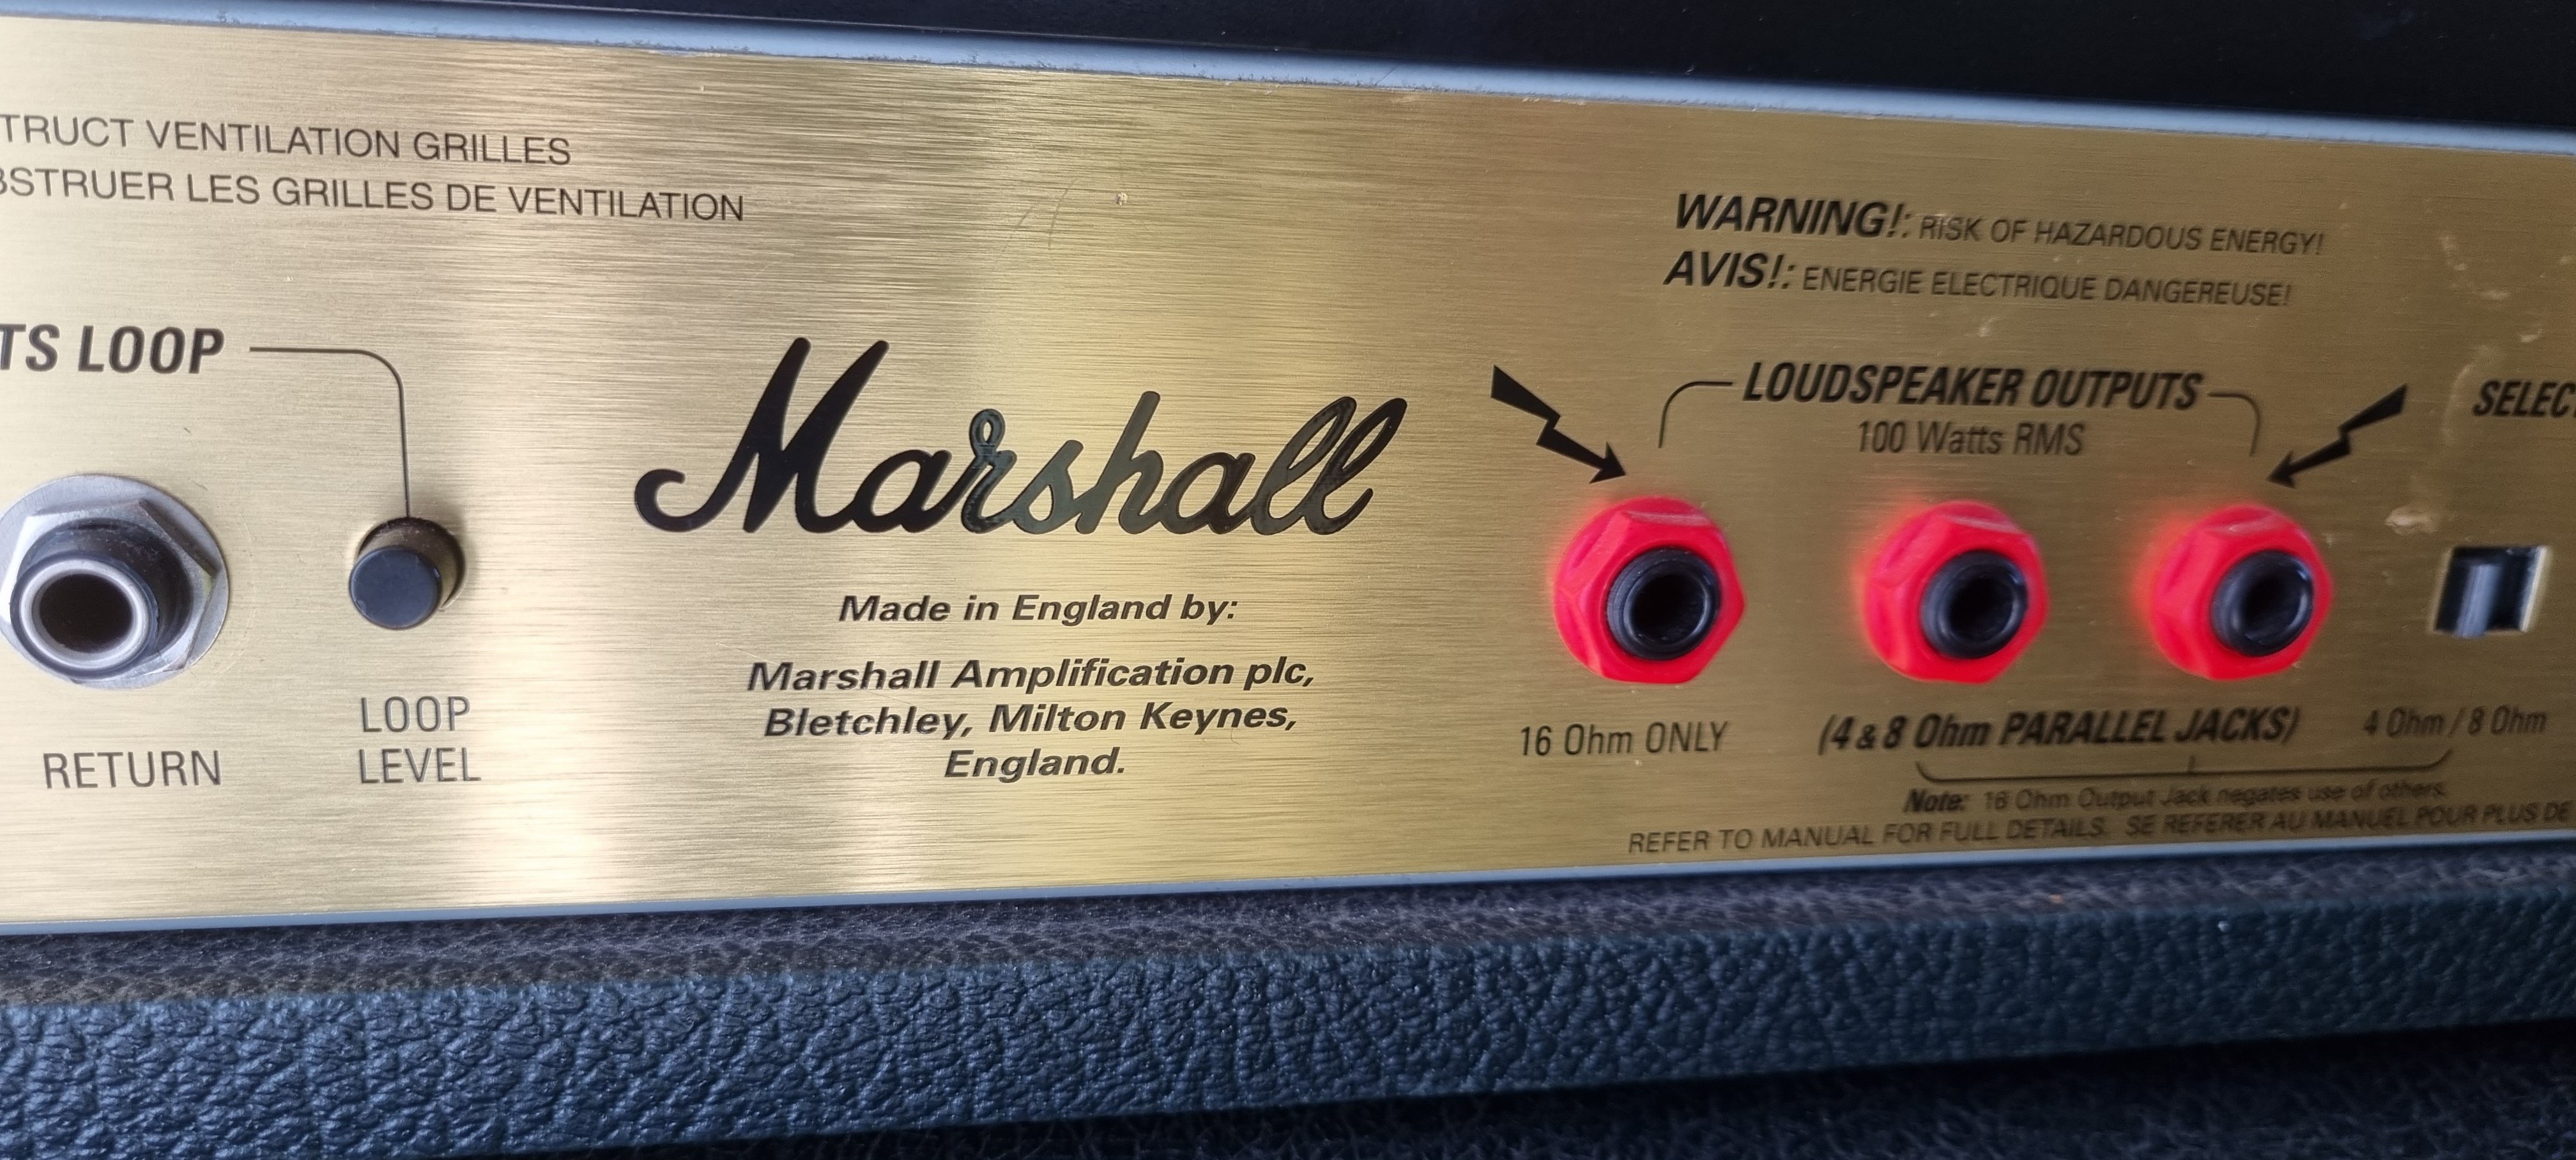 TRUCT VENTILATION GRILLES
BSTRUER LES GRILLES DE VENTILATION
WARNING!: RISK OF HAZARDOUS ENERGY!
AVIS!: ENERGIE ELECTRIQUE DANGEREUSE!
TS LOOP
LOUDSPEAKER OUTPUTS
100 Watts RMS
SELEC
Marshall
Made in England by:
Marshall Amplification plc,
Bletchley, Milton Keynes,
England.
RETURN
LOOP
LEVEL
16 Ohm ONLY
(4 & 8 Ohm PARALLEL JACKS)
4 Ohm / 8 Ohm
Note: 16 Ohm Output Jack negates use of others.
REFER TO MANUAL FOR FULL DETAILS. SE REFERER AU MANUEL POUR PLUS DE